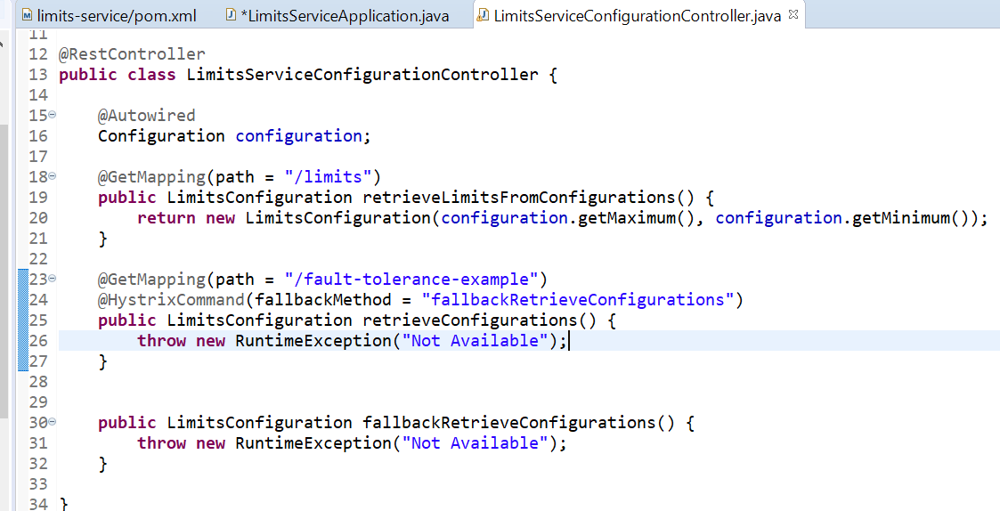 limits-service/pom.xml *LimitsServiceApplication.java LimitsServiceConfigurationController.java
11
12 @RestController
13 public class LimitsServiceConfigurationController {
14
15 @Autowired
16 Configuration configuration;
17
18 @GetMapping(path = "/limits")
19 public LimitsConfiguration retrieveLimitsFromConfigurations() {
20 return new LimitsConfiguration(configuration.getMaximum(), configuration.getMinimum());
21 }
22
23 @GetMapping(path = "/fault-tolerance-example")
24 @HystrixCommand(fallbackMethod = "fallbackRetrieveConfigurations")
25 public LimitsConfiguration retrieveConfigurations() {
26 throw new RuntimeException("Not Available");
27 }
28
29
30 public LimitsConfiguration fallbackRetrieveConfigurations() {
31 throw new RuntimeException("Not Available");
32 }
33
34 }